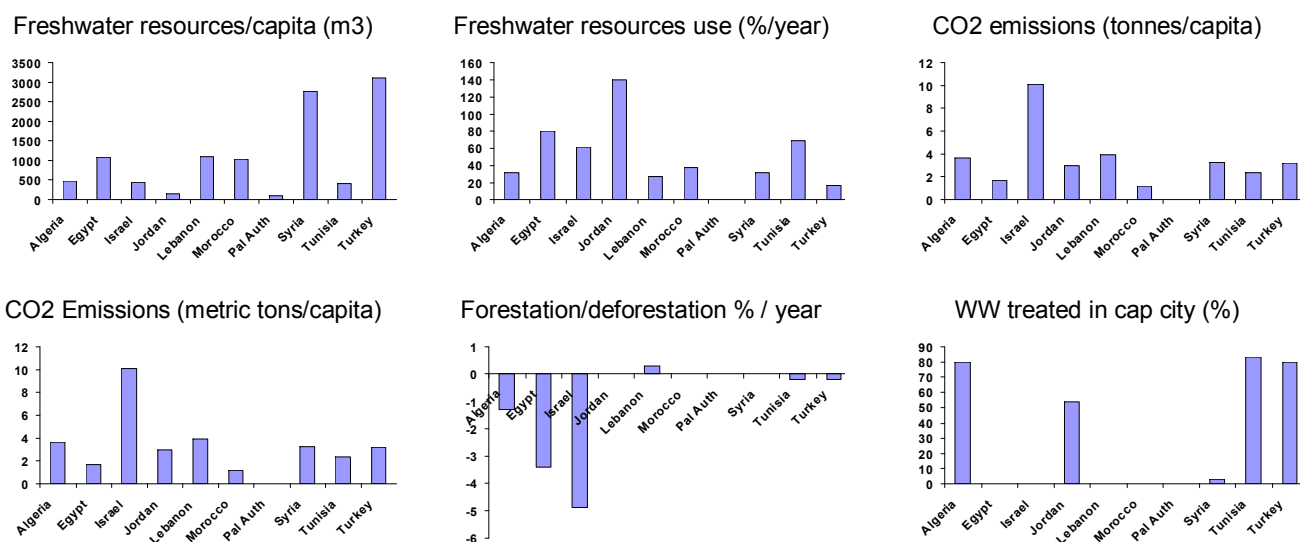 Freshwater resources/capita (m3)
3500
3000
2500
2000
1500
1000
500
0
Algeria
Egypt
Israel
Jordan
Lebanon
Morocco
Pal Auth
Syria
Tunisia
Turkey
Freshwater resources use (%/year)
160
140
120
100
80
60
40
20
0
Algeria
Egypt
Israel
Jordan
Lebanon
Morocco
Pal Auth
Syria
Tunisia
Turkey
CO2 emissions (tonnes/capita)
12
10
8
6
4
2
0
Algeria
Egypt
Israel
Jordan
Lebanon
Morocco
Pal Auth
Syria
Tunisia
Turkey
CO2 Emissions (metric tons/capita)
12
10
8
6
4
2
0
Algeria
Egypt
Israel
Jordan
Lebanon
Morocco
Pal Auth
Syria
Tunisia
Turkey
Forestation/deforestation % / year
1
0
-1
-2
-3
-4
-5
-6
Algeria
Egypt
Israel
Jordan
Lebanon
Morocco
Pal Auth
Syria
Tunisia
Turkey
WW treated in cap city (%)
90
80
70
60
50
40
30
20
10
0
Algeria
Egypt
Israel
Jordan
Lebanon
Morocco
Pal Auth
Syria
Tunisia
Turkey